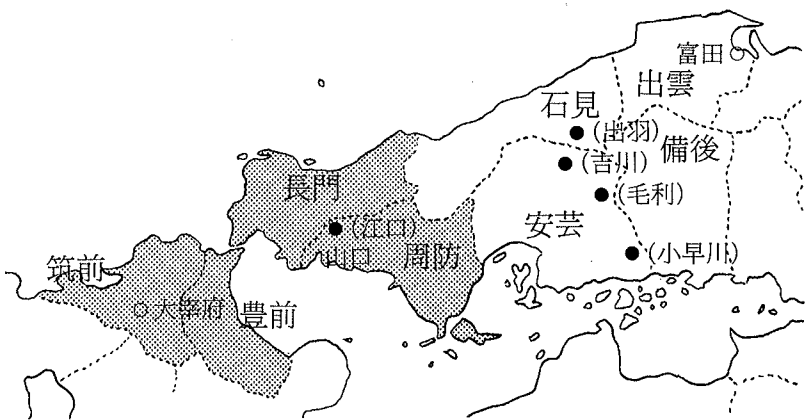 富田
出雲
石見
(出羽)
備後
(吉川)
長門
(毛利)
安芸
(江口)
山口
周防
(小早川)
筑前
大宰府
豊前